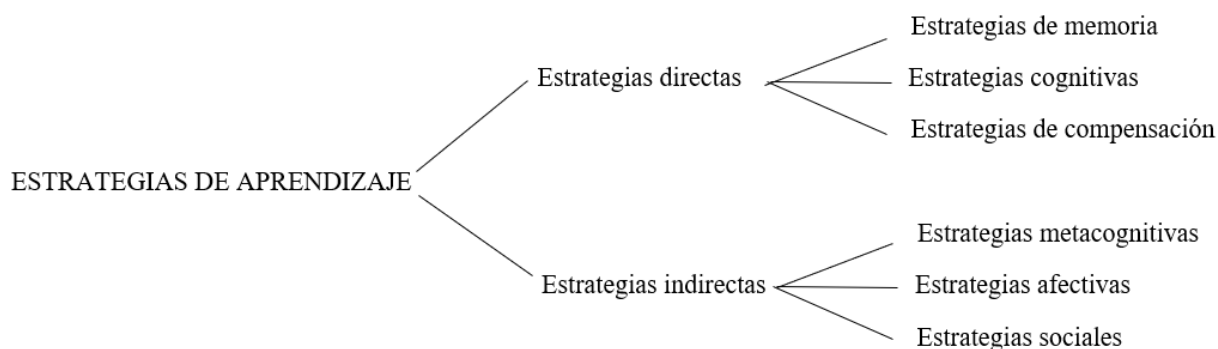 ESTRATEGIAS DE APRENDIZAJE
Estrategias directas
Estrategias de memoria
Estrategias cognitivas
Estrategias de compensación
Estrategias indirectas
Estrategias metacognitivas
Estrategias afectivas
Estrategias sociales